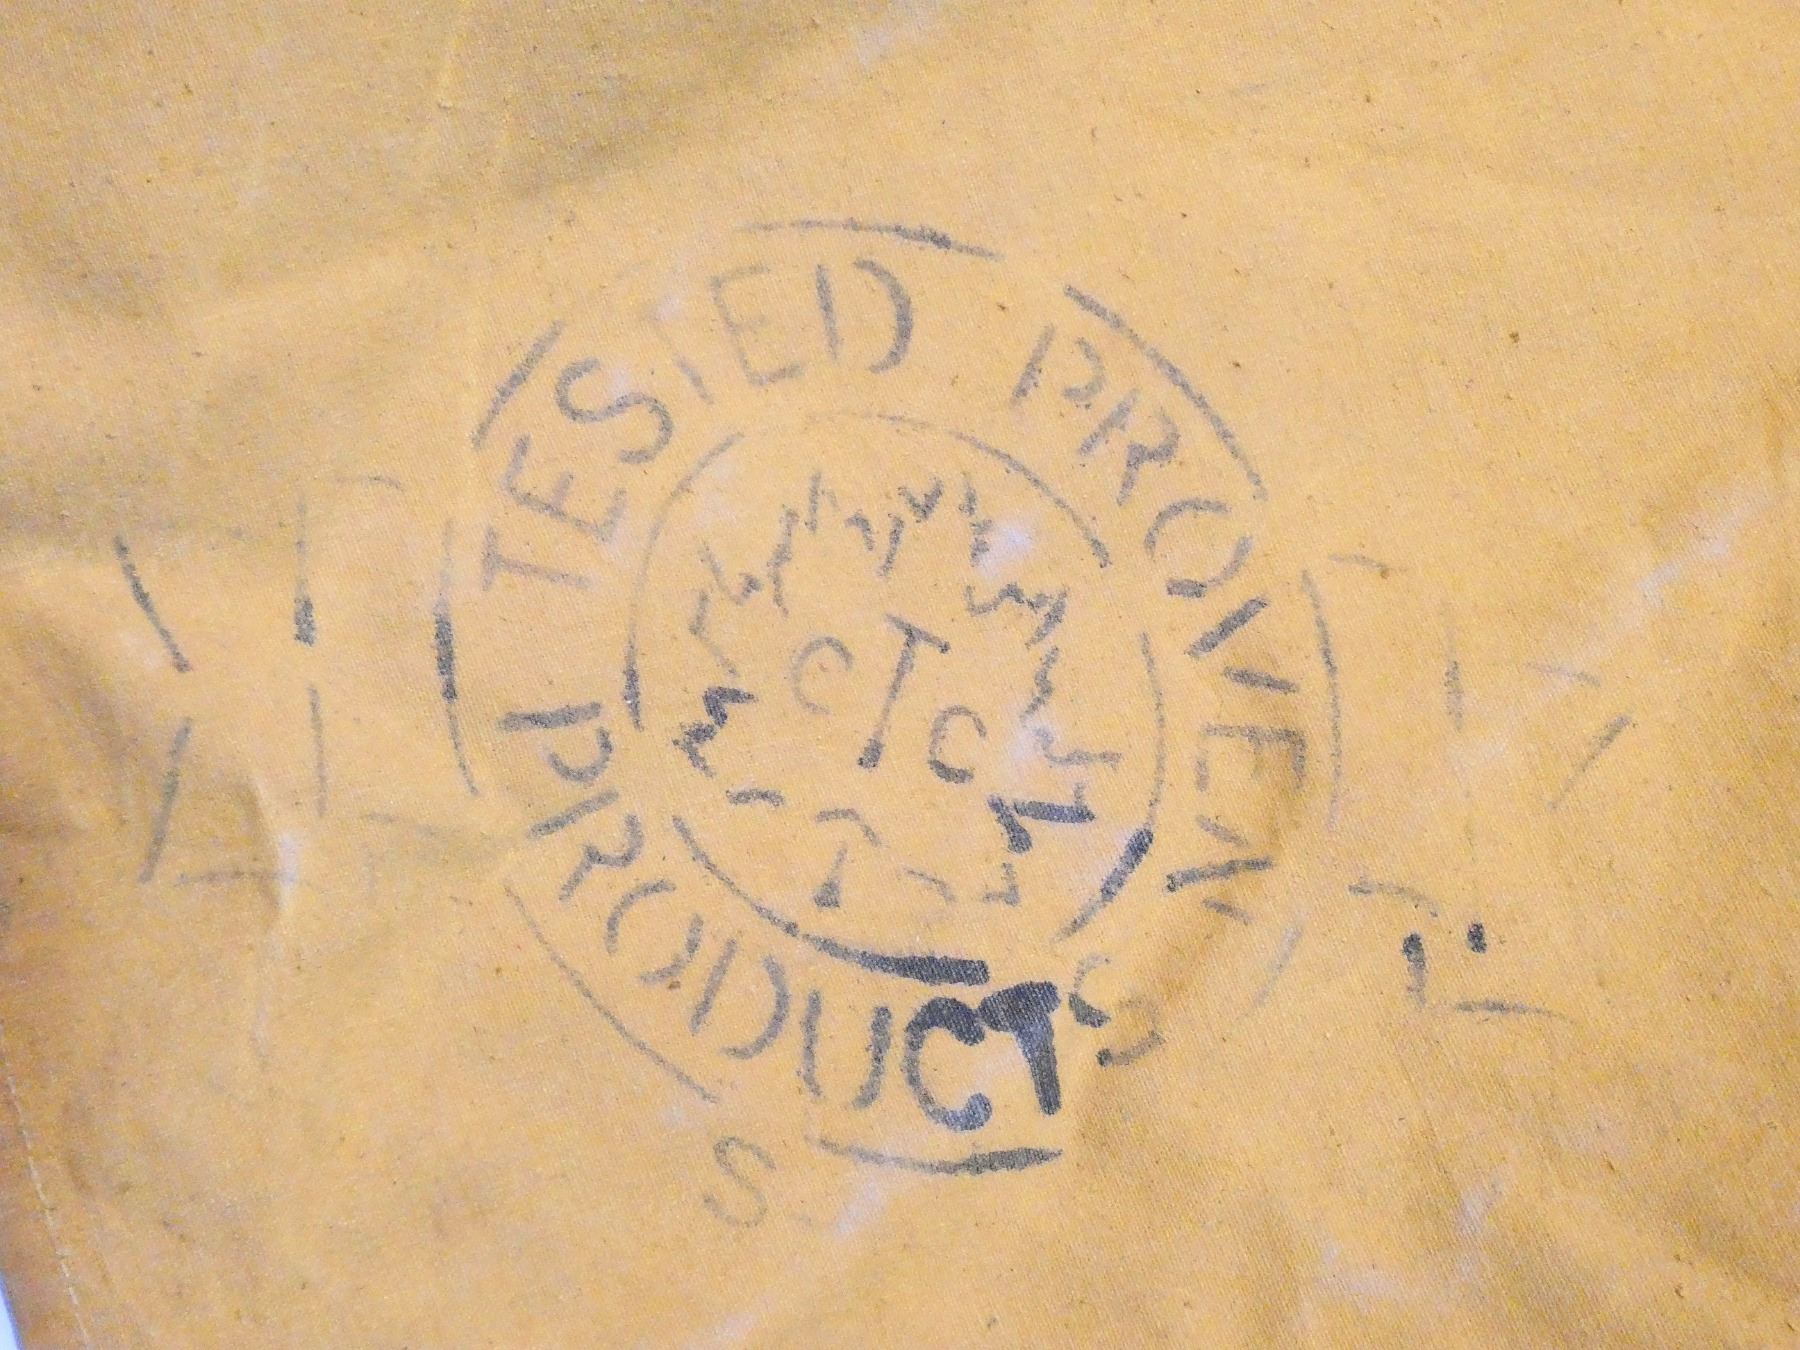 TESTED PROVEN
PRODUCTS
CTC
S